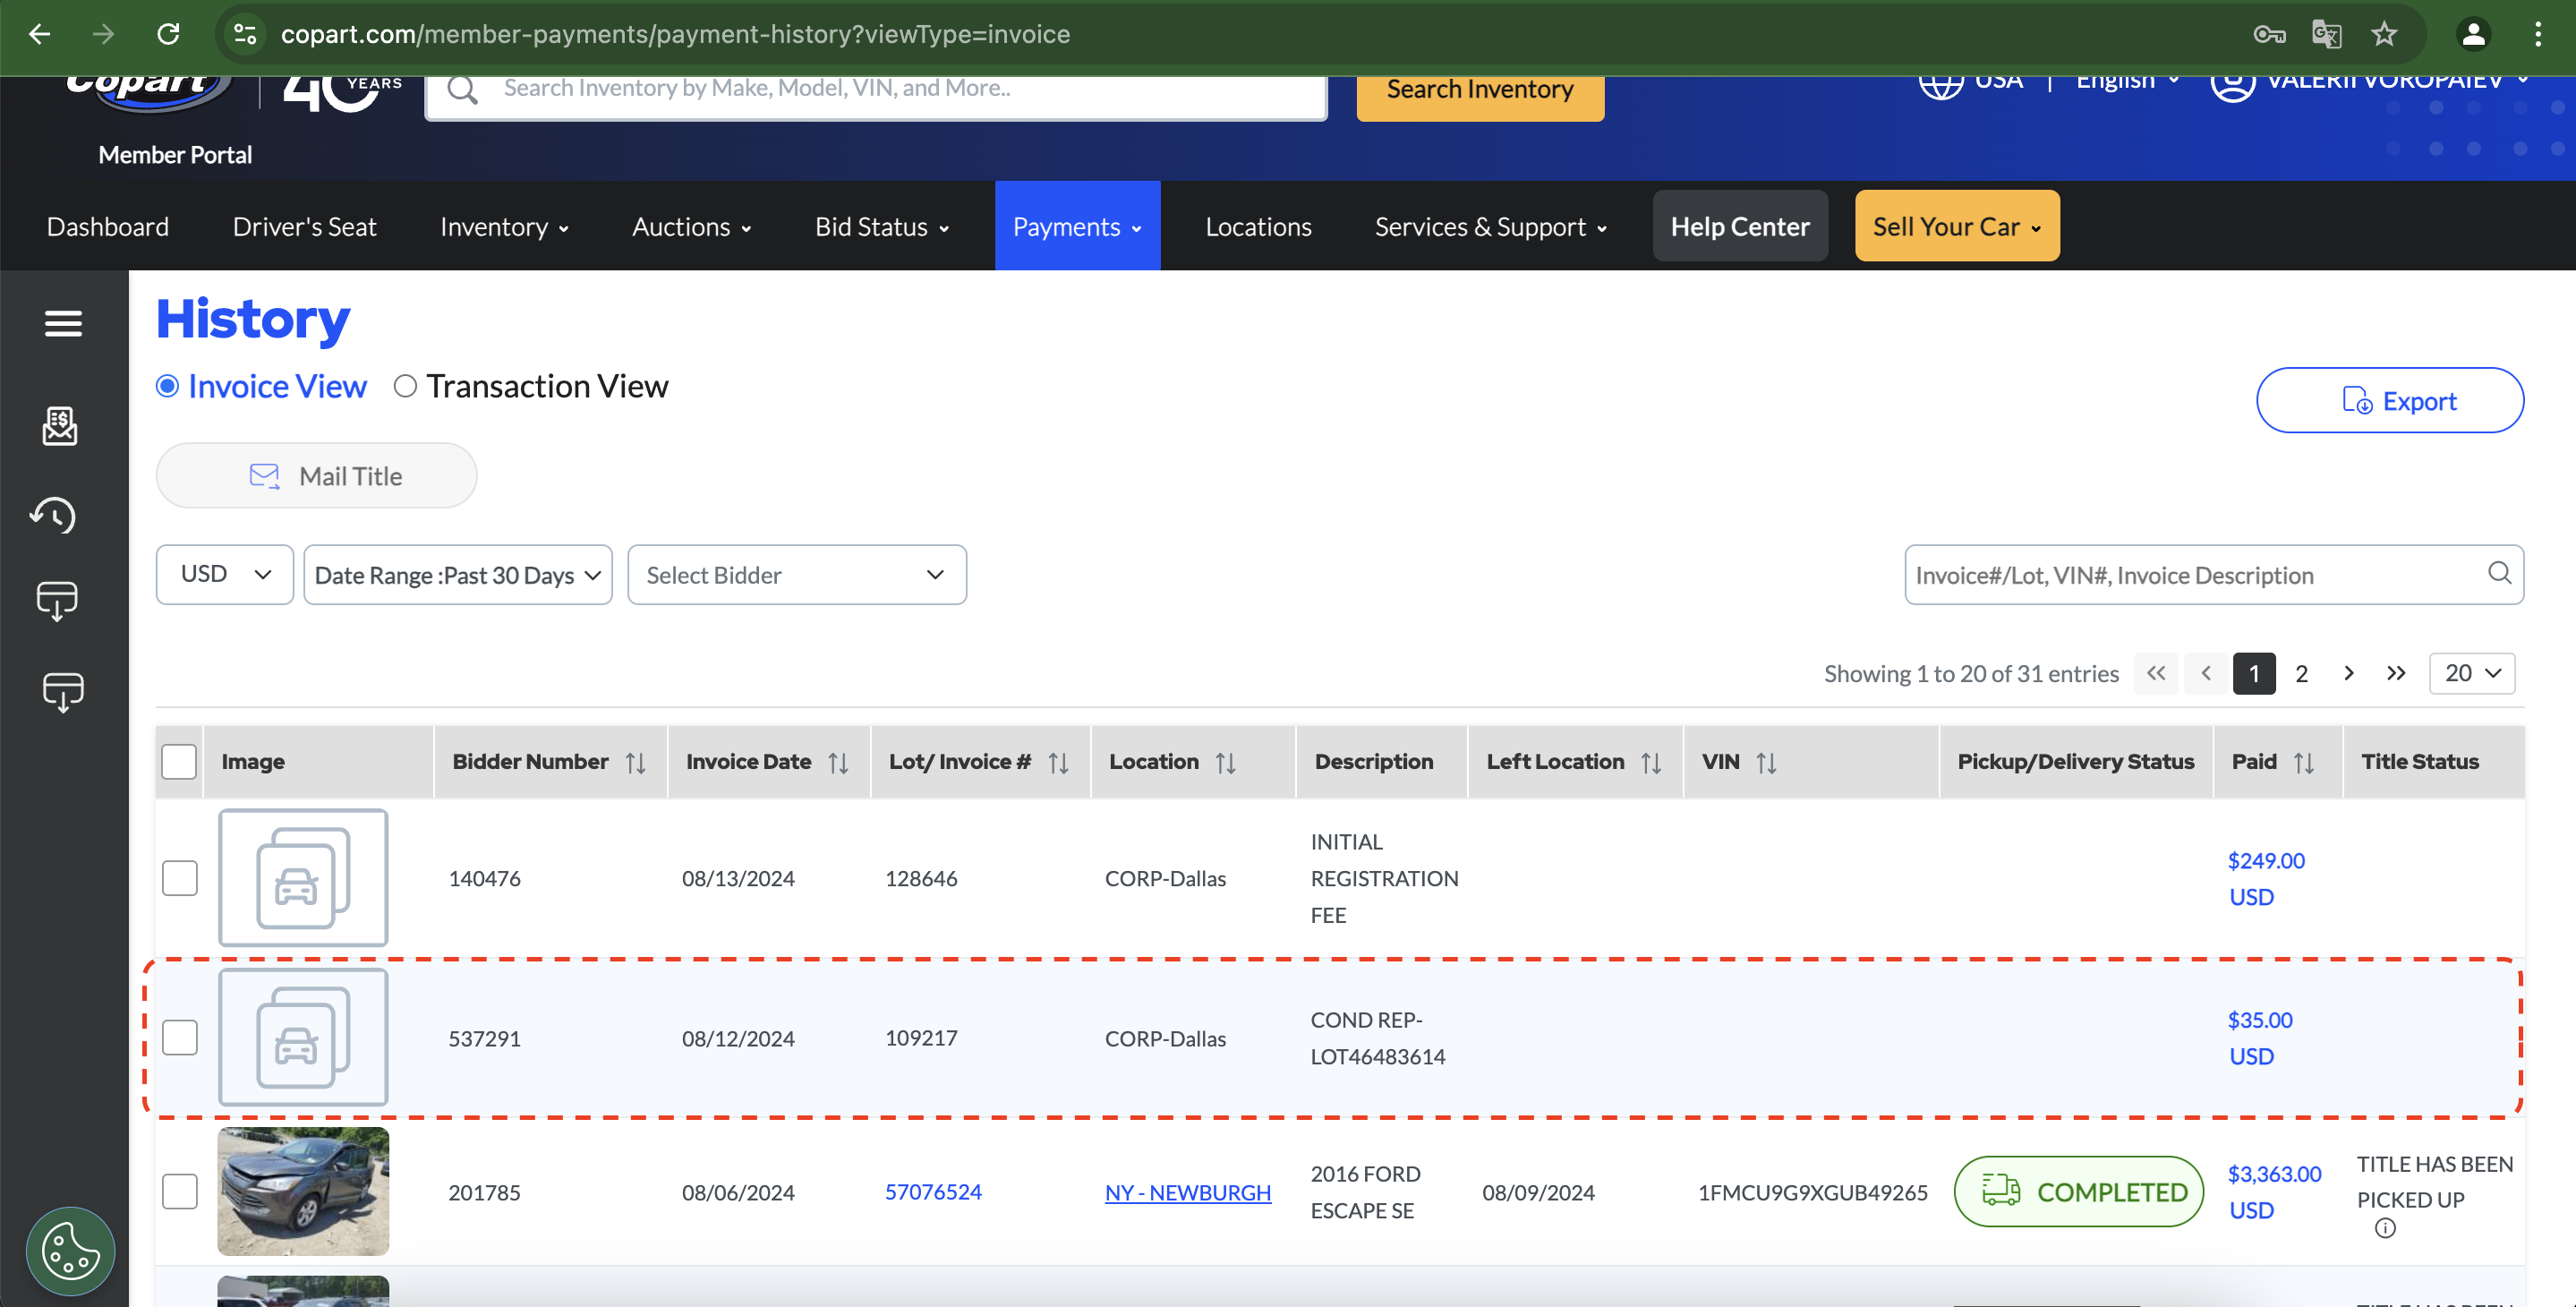 copart.com/member-payments/payment-history?viewType=invoice
Copart
40 YEARS
Search Inventory by Make, Model, VIN, and More..
Search Inventory
USA | English
VALERII VOROPAIEV
Member Portal
Dashboard
Driver's Seat
Inventory
Auctions
Bid Status
Payments
Locations
Services & Support
Help Center
Sell Your Car
History
Invoice View
Transaction View
Export
Mail Title
USD
Date Range :Past 30 Days
Select Bidder
Invoice#/Lot, VIN#, Invoice Description
Showing 1 to 20 of 31 entries
1
2
20
Image
Bidder Number
Invoice Date
Lot/ Invoice #
Location
Description
Left Location
VIN
Pickup/Delivery Status
Paid
Title Status
140476
08/13/2024
128646
CORP-Dallas
INITIAL
REGISTRATION
FEE
$249.00
USD
537291
08/12/2024
109217
CORP-Dallas
COND REP-
LOT46483614
$35.00
USD
201785
08/06/2024
57076524
NY - NEWBURGH
2016 FORD
ESCAPE SE
08/09/2024
1FMCU9G9XGUB49265
COMPLETED
$3,363.00
USD
TITLE HAS BEEN
PICKED UP